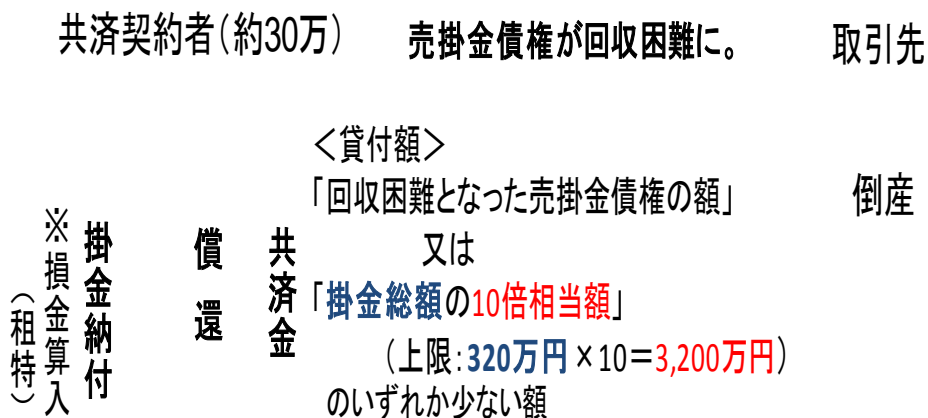 共済契約者（約30万）
売掛金債権が回収困難に。
取引先
＜貸付額＞
「回収困難となった売掛金債権の額」
又は
「掛金総額の10倍相当額」
（上限：320万円×10＝3,200万円）
のいずれか少ない額
倒産
共済金
償還
掛金納付
※損金算入
（租特）